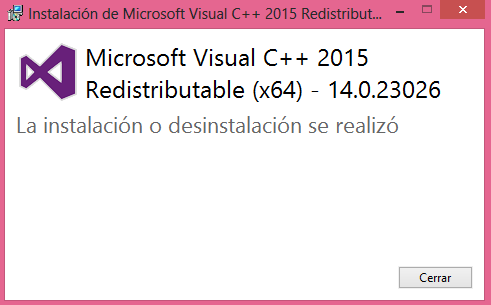 Instalación de Microsoft Visual C++ 2015 Redistribut...
Microsoft Visual C++ 2015
Redistributable (x64) - 14.0.23026
La instalación o desinstalación se realizó
Cerrar